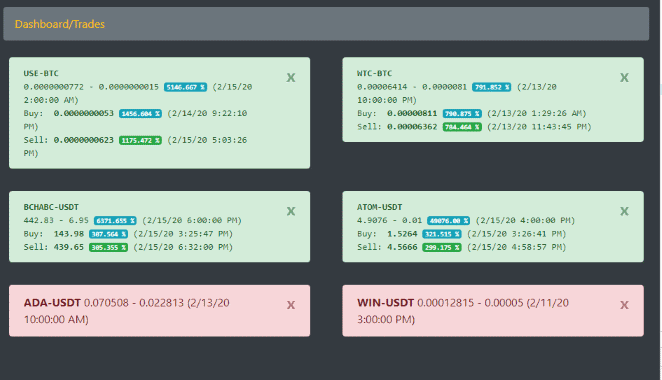 Dashboard/Trades
USE-BTC
X
0.0000000772 - 0.0000000015 5146.667 % (2/15/20
2:00:00 AM)
Buy: 0.0000000053 1456.604 % (2/14/20 9:22:10
PM)
Sell: 0.0000000623 1175.472 % (2/15/20 5:03:26
PM)
WTC-BTC
X
0.00006414 - 0.0000081 791.852 % (2/13/20
10:00:00 PM)
Buy: 0.00000811 790.875 % (2/13/20 1:29:26 AM)
Sell: 0.00006362 784.464 % (2/13/20 11:43:45 PM)
BCHABC-USDT
X
442.83 - 6.95 6371.655 % (2/15/20 6:00:00 PM)
Buy: 143.98 307.564 % (2/15/20 3:25:47 PM)
Sell: 439.65 305.355 % (2/15/20 6:32:00 PM)
ATOM-USDT
X
4.9076 - 0.01 49076.00 % (2/15/20 4:00:00 PM)
Buy: 1.5264 321.515 % (2/15/20 3:26:41 PM)
Sell: 4.5666 299.175 % (2/15/20 4:58:57 PM)
ADA-USDT 0.070508 - 0.022813 (2/13/20
X
10:00:00 AM)
WIN-USDT 0.00012815 - 0.00005 (2/11/20
X
3:00:00 PM)